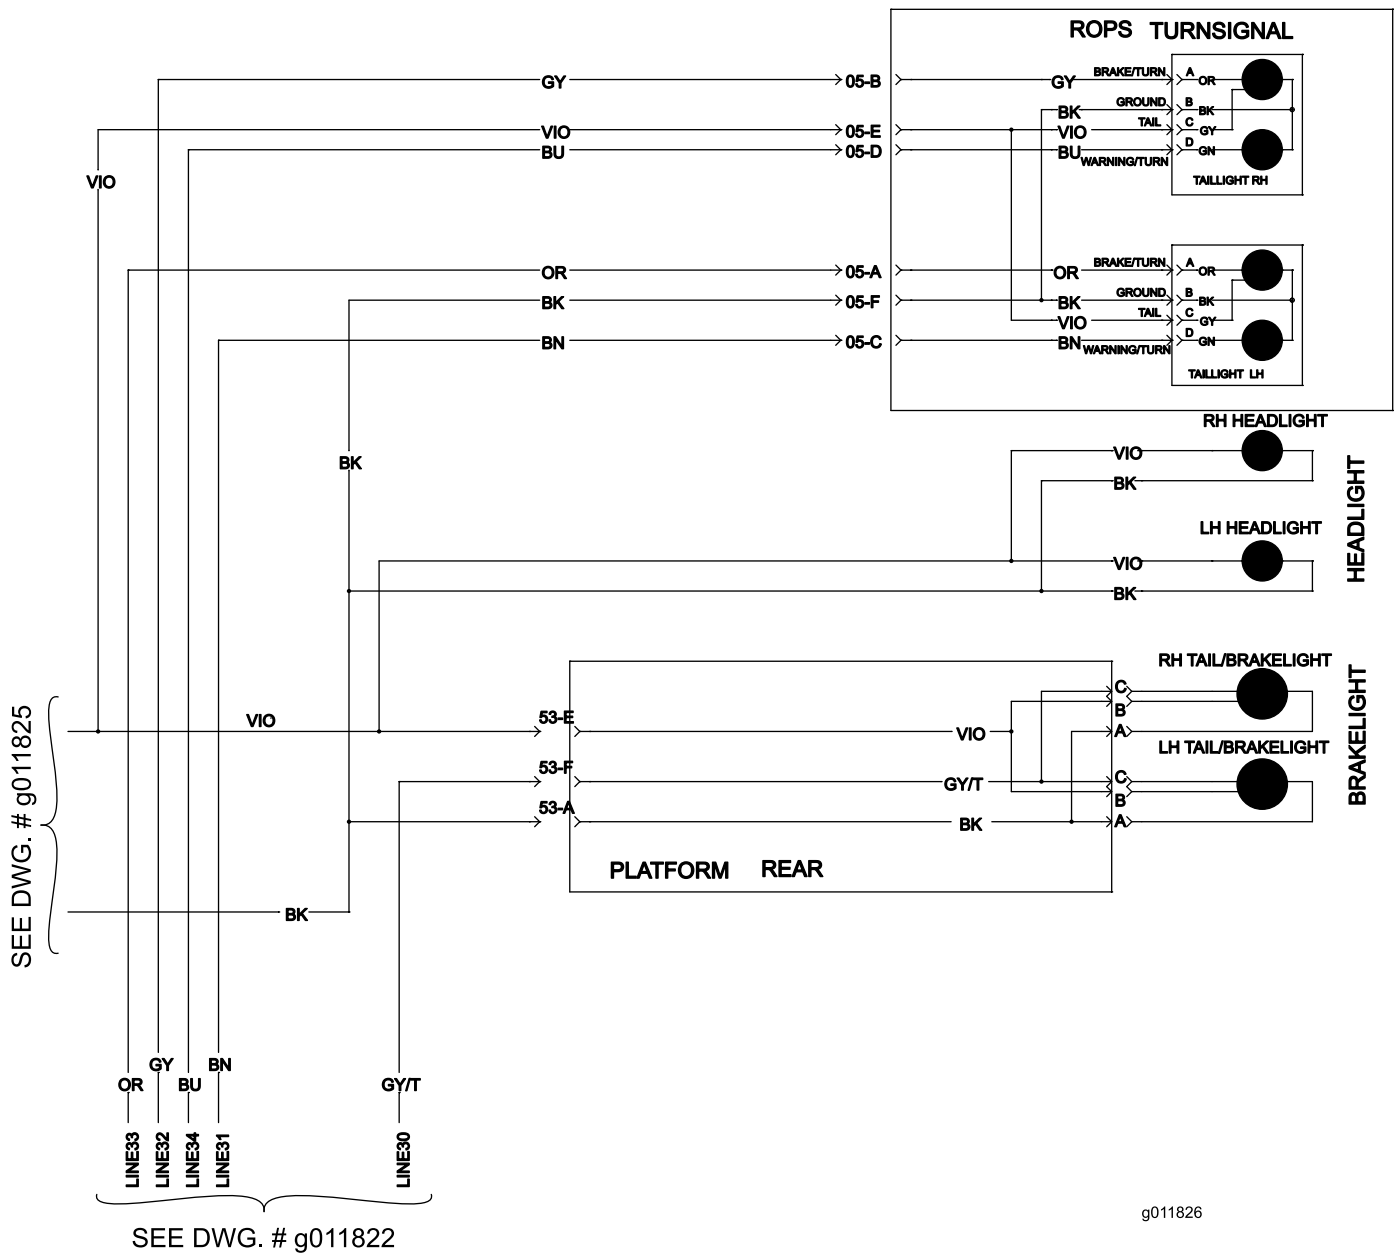 ROPS TURNSIGNAL
GY 05-B GY BRAKE/TURN A OR
BK GROUND B BK
VIO 05-E VIO TAIL C GY
BU 05-D BU WARNING/TURN D GN
TAILLIGHT RH
VIO
OR 05-A OR BRAKE/TURN A OR
BK 05-F BK GROUND B BK
VIO TAIL C GY
BN 05-C BN WARNING/TURN D GN
TAILLIGHT LH
RH HEADLIGHT
VIO
BK
BK
LH HEADLIGHT
VIO
BK
HEADLIGHT
RH TAIL/BRAKELIGHT
C
B
VIO 53-E VIO A
LH TAIL/BRAKELIGHT
53-F GY/T C
B
53-A BK A
BRAKELIGHT
PLATFORM REAR
BK
SEE DWG. # g011825
GY BN
OR BU GY/T
LINE33
LINE32
LINE34
LINE31
LINE30
SEE DWG. # g011822
g011826